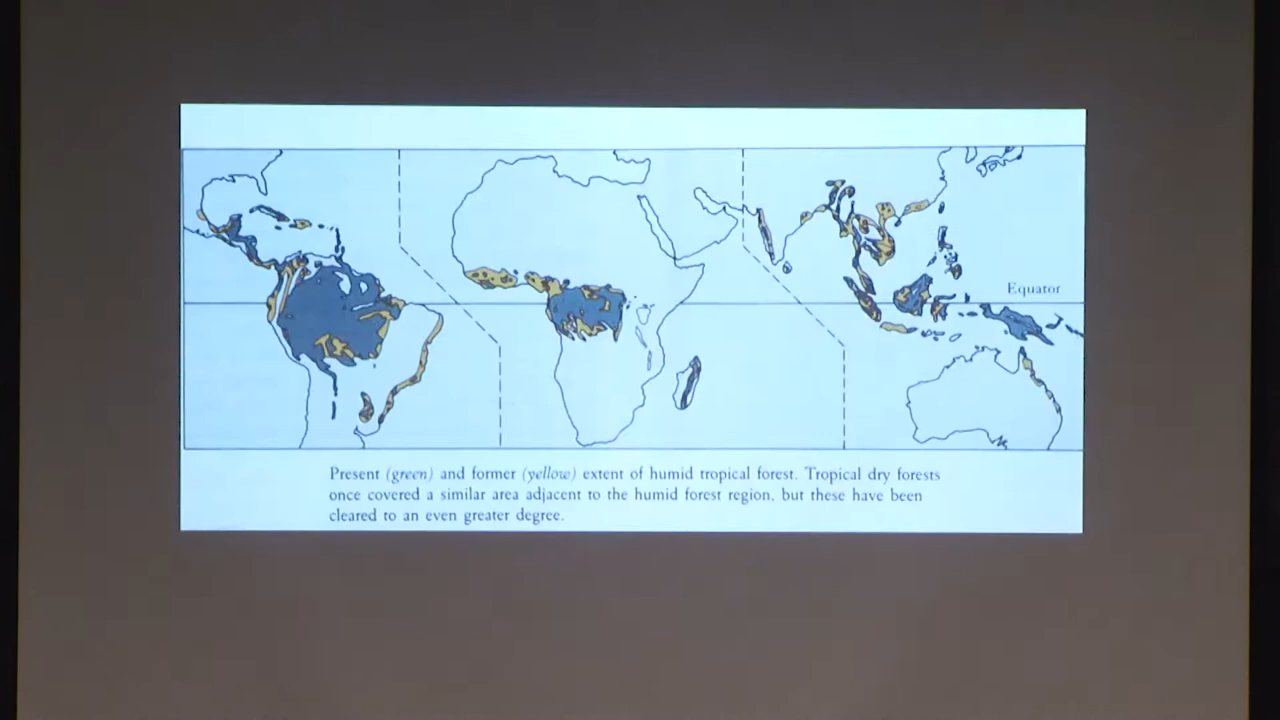 Equator
Present (green) and former (yellow) extent of humid tropical forest. Tropical dry forests
once covered a similar area adjacent to the humid forest region, but these have been
cleared to an even greater degree.